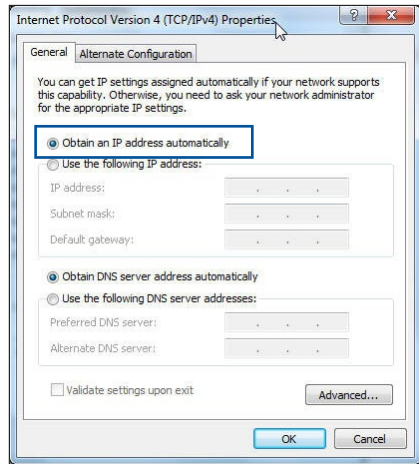 Internet Protocol Version 4 (TCP/IPv4) Properties
General
Alternate Configuration
You can get IP settings assigned automatically if your network supports
this capability. Otherwise, you need to ask your network administrator
for the appropriate IP settings.
Obtain an IP address automatically
Use the following IP address:
IP address:
Subnet mask:
Default gateway:
Obtain DNS server address automatically
Use the following DNS server addresses:
Preferred DNS server:
Alternate DNS server:
Validate settings upon exit
Advanced...
OK
Cancel